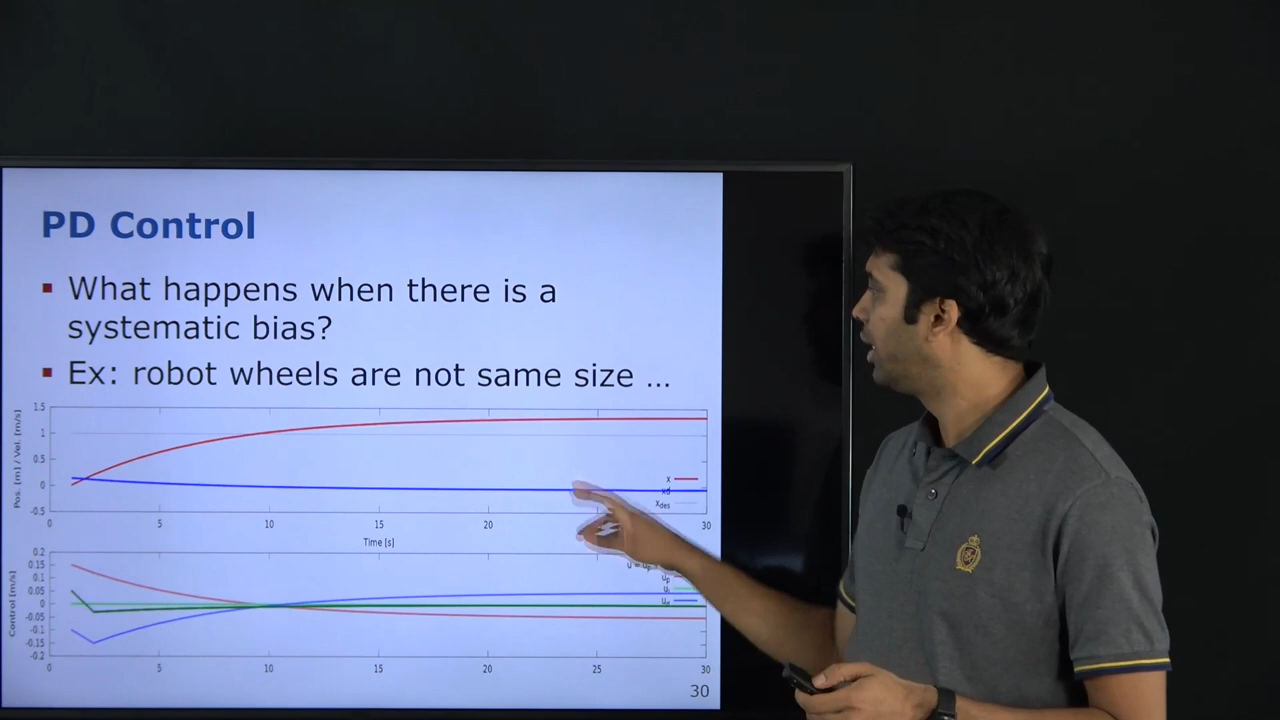 PD Control
▪ What happens when there is a
systematic bias?
▪ Ex: robot wheels are not same size ...
Pos. [m] / Vel. [m/s]
1.5
1
0.5
0
-0.5
x
xd
xdes
0 5 10 15 20 25 30
Time [s]
Control [m/s]
0.2
0.15
0.1
0.05
0
-0.05
-0.1
-0.15
-0.2
0 5 10 15 20 25 30
30